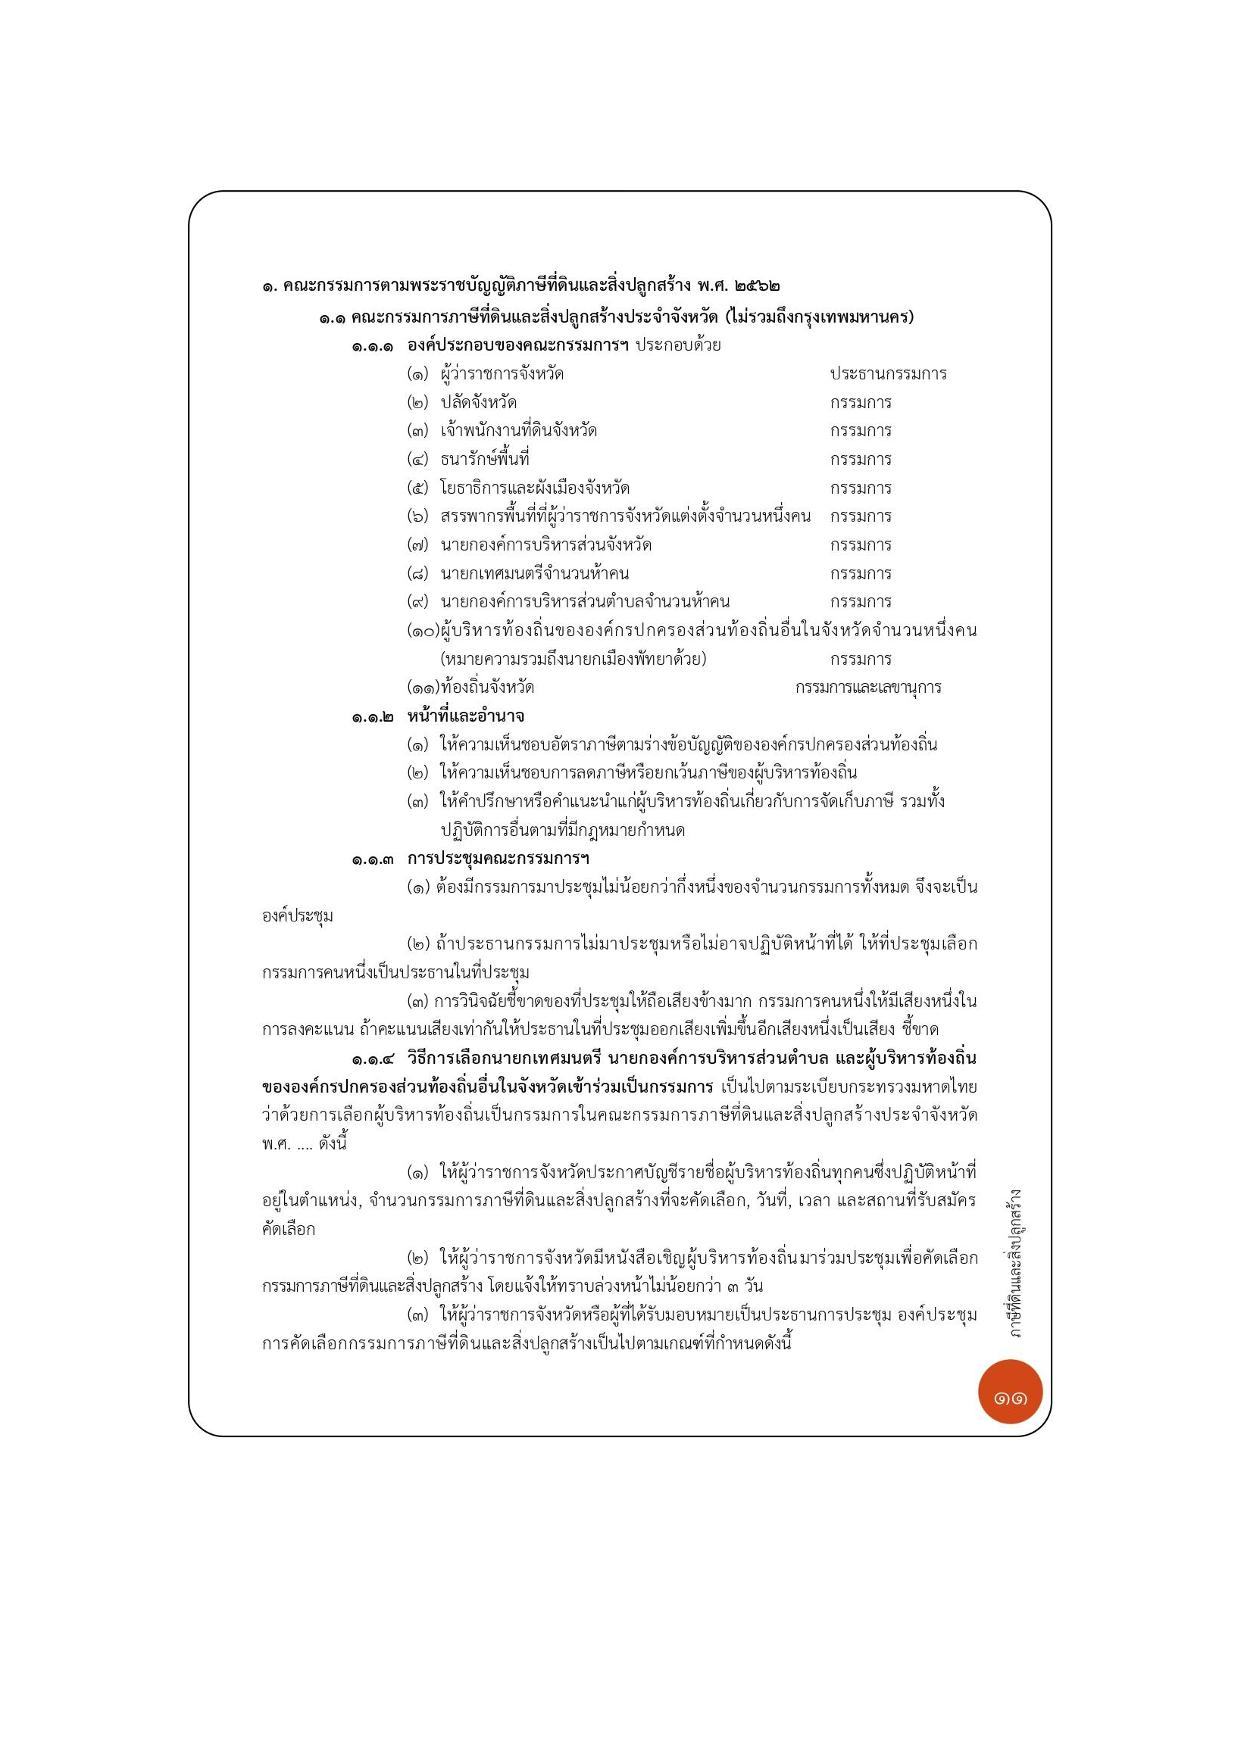 ๑. คณะกรรมการตามพระราชบัญญัติภาษีที่ดินและสิ่งปลูกสร้าง พ.ศ. ๒๕๖๒
๑.๑ คณะกรรมการภาษีที่ดินและสิ่งปลูกสร้างประจำจังหวัด (ไม่รวมถึงกรุงเทพมหานคร)
๑.๑.๑ องค์ประกอบของคณะกรรมการฯ ประกอบด้วย
(๑) ผู้ว่าราชการจังหวัด ประธานกรรมการ
(๒) ปลัดจังหวัด กรรมการ
(๓) เจ้าพนักงานที่ดินจังหวัด กรรมการ
(๔) ธนารักษ์พื้นที่ กรรมการ
(๕) โยธาธิการและผังเมืองจังหวัด กรรมการ
(๖) สรรพากรพื้นที่ที่ผู้ว่าราชการจังหวัดแต่งตั้งจำนวนหนึ่งคน กรรมการ
(๗) นายกองค์การบริหารส่วนจังหวัด กรรมการ
(๘) นายกเทศมนตรีจำนวนห้าคน กรรมการ
(๙) นายกองค์การบริหารส่วนตำบลจำนวนห้าคน กรรมการ
(๑๐)ผู้บริหารท้องถิ่นขององค์กรปกครองส่วนท้องถิ่นอื่นในจังหวัดจำนวนหนึ่งคน
(หมายความรวมถึงนายกเมืองพัทยาด้วย) กรรมการ
(๑๑)ท้องถิ่นจังหวัด กรรมการและเลขานุการ
๑.๑.๒ หน้าที่และอำนาจ
(๑) ให้ความเห็นชอบอัตราภาษีตามร่างข้อบัญญัติขององค์กรปกครองส่วนท้องถิ่น
(๒) ให้ความเห็นชอบการลดภาษีหรือยกเว้นภาษีของผู้บริหารท้องถิ่น
(๓) ให้คำปรึกษาหรือคำแนะนำแก่ผู้บริหารท้องถิ่นเกี่ยวกับการจัดเก็บภาษี รวมทั้ง
ปฏิบัติการอื่นตามที่มีกฎหมายกำหนด
๑.๑.๓ การประชุมคณะกรรมการฯ
(๑) ต้องมีกรรมการมาประชุมไม่น้อยกว่ากึ่งหนึ่งของจำนวนกรรมการทั้งหมด จึงจะเป็น
องค์ประชุม
(๒) ถ้าประธานกรรมการไม่มาประชุมหรือไม่อาจปฏิบัติหน้าที่ได้ ให้ที่ประชุมเลือก
กรรมการคนหนึ่งเป็นประธานในที่ประชุม
(๓) การวินิจฉัยชี้ขาดของที่ประชุมให้ถือเสียงข้างมาก กรรมการคนหนึ่งให้มีเสียงหนึ่งใน
การลงคะแนน ถ้าคะแนนเสียงเท่ากันให้ประธานในที่ประชุมออกเสียงเพิ่มขึ้นอีกเสียงหนึ่งเป็นเสียง ชี้ขาด
๑.๑.๔ วิธีการเลือกนายกเทศมนตรี นายกองค์การบริหารส่วนตำบล และผู้บริหารท้องถิ่น
ขององค์กรปกครองส่วนท้องถิ่นอื่นในจังหวัดเข้าร่วมเป็นกรรมการ เป็นไปตามระเบียบกระทรวงมหาดไทย
ว่าด้วยการเลือกผู้บริหารท้องถิ่นเป็นกรรมการในคณะกรรมการภาษีที่ดินและสิ่งปลูกสร้างประจำจังหวัด
พ.ศ. .... ดังนี้
(๑) ให้ผู้ว่าราชการจังหวัดประกาศบัญชีรายชื่อผู้บริหารท้องถิ่นทุกคนซึ่งปฏิบัติหน้าที่
อยู่ในตำแหน่ง, จำนวนกรรมการภาษีที่ดินและสิ่งปลูกสร้างที่จะคัดเลือก, วันที่, เวลา และสถานที่รับสมัคร
คัดเลือก
(๒) ให้ผู้ว่าราชการจังหวัดมีหนังสือเชิญผู้บริหารท้องถิ่นมาร่วมประชุมเพื่อคัดเลือก
กรรมการภาษีที่ดินและสิ่งปลูกสร้าง โดยแจ้งให้ทราบล่วงหน้าไม่น้อยกว่า ๓ วัน
(๓) ให้ผู้ว่าราชการจังหวัดหรือผู้ที่ได้รับมอบหมายเป็นประธานการประชุม องค์ประชุม
การคัดเลือกกรรมการภาษีที่ดินและสิ่งปลูกสร้างเป็นไปตามเกณฑ์ที่กำหนดดังนี้
ภาษีที่ดินและสิ่งปลูกสร้าง
๑๑